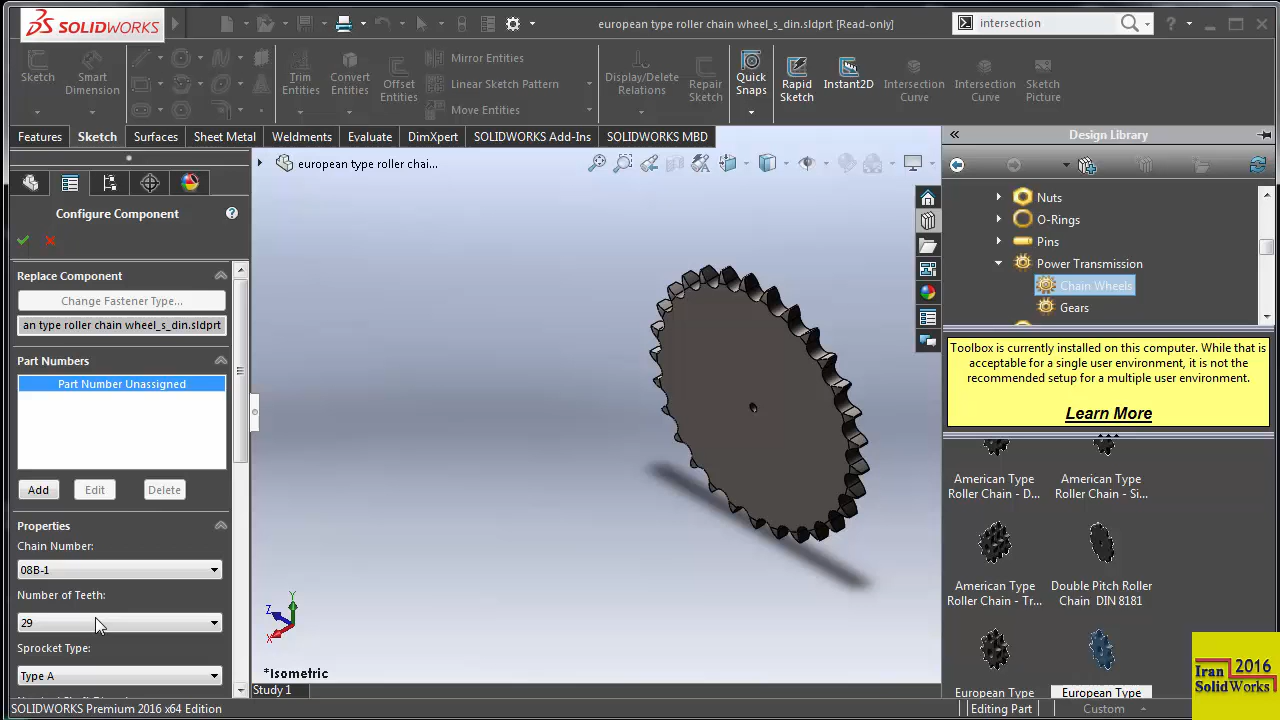 SOLIDWORKS
european type roller chain wheel_s_din.sldprt [Read-only]
intersection
Sketch
Smart Dimension
Trim Entities
Convert Entities
Offset Entities
Mirror Entities
Linear Sketch Pattern
Move Entities
Display/Delete Relations
Repair Sketch
Quick Snaps
Rapid Sketch
Instant2D
Intersection Curve
Intersection Curve
Sketch Picture
Features
Sketch
Surfaces
Sheet Metal
Weldments
Evaluate
DimXpert
SOLIDWORKS Add-Ins
SOLIDWORKS MBD
Configure Component
Replace Component
Change Fastener Type...
an type roller chain wheel_s_din.sldprt
Part Numbers
Part Number Unassigned
Add
Edit
Delete
Properties
Chain Number:
08B-1
Number of Teeth:
29
Sprocket Type:
Type A
european type roller chai...
Y
Z
X
*Isometric
Study 1
Design Library
Nuts
O-Rings
Pins
Power Transmission
Chain Wheels
Gears
Toolbox is currently installed on this computer. While that is
acceptable for a single user environment, it is not the
recommended setup for a multiple user environment.
Learn More
American Type
Roller Chain - D...
American Type
Roller Chain - Si...
American Type
Roller Chain - Tr...
Double Pitch Roller
Chain DIN 8181
European Type
European Type
SOLIDWORKS Premium 2016 x64 Edition
Editing Part
Custom
Iran 2016
SolidWorks